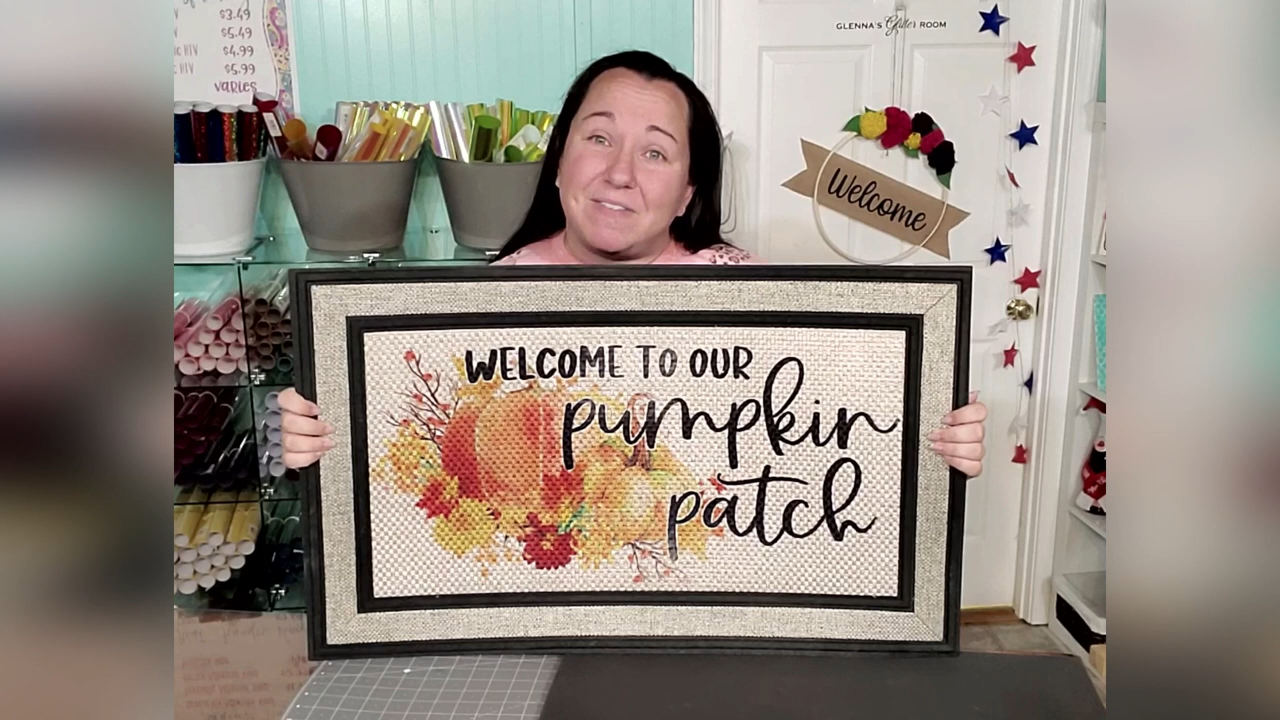 $3.49
$5.49
$4.99
$5.99
varies
GLENNA'S Glitter ROOM
Welcome
WELCOME TO OUR
pumpkin
patch